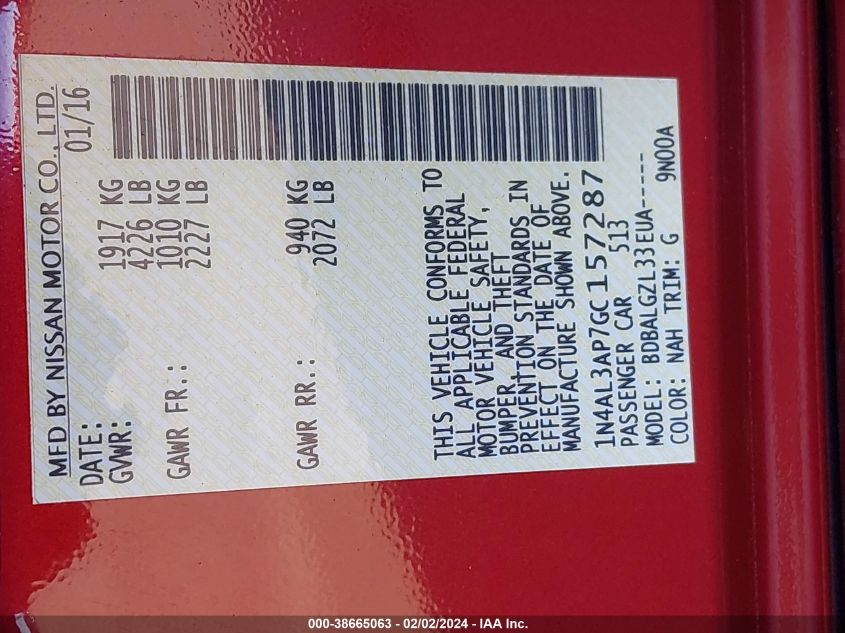 MFD BY NISSAN MOTOR CO., LTD.
DATE: 01/16
GVWR: 1917 KG
4226 LB
GAWR FR.: 1010 KG
2227 LB
GAWR RR.: 940 KG
2072 LB
THIS VEHICLE CONFORMS TO
ALL APPLICABLE FEDERAL
MOTOR VEHICLE SAFETY,
BUMPER, AND THEFT
PREVENTION STANDARDS IN
EFFECT ON THE DATE OF
MANUFACTURE SHOWN ABOVE.
1N4AL3AP7GC157287
PASSENGER CAR 513
MODEL: BDBALGZL33EUA-----
COLOR: NAH TRIM: G 9N00A
000-38665063 - 02/02/2024 - IAA Inc.